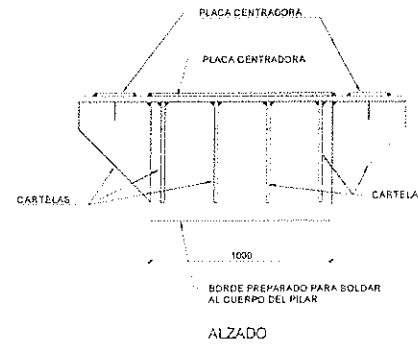 PLACA CENTRADORA
PLACA CENTRADORA
CARTELAS
CARTELA
1000
BORDE PREPARADO PARA SOLDAR
AL CUERPO DEL PILAR
ALZADO